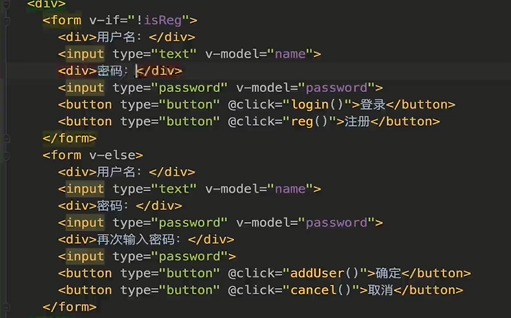 <div>
<form v-if="!isReg">
<div>用户名：</div>
<input type="text" v-model="name">
<div>密码：</div>
<input type="password" v-model="password">
<button type="button" @click="login()">登录</button>
<button type="button" @click="reg()">注册</button>
</form>
<form v-else>
<div>用户名：</div>
<input type="text" v-model="name">
<div>密码：</div>
<input type="password" v-model="password">
<div>再次输入密码：</div>
<input type="password">
<button type="button" @click="addUser()">确定</button>
<button type="button" @click="cancel()">取消</button>
</form>